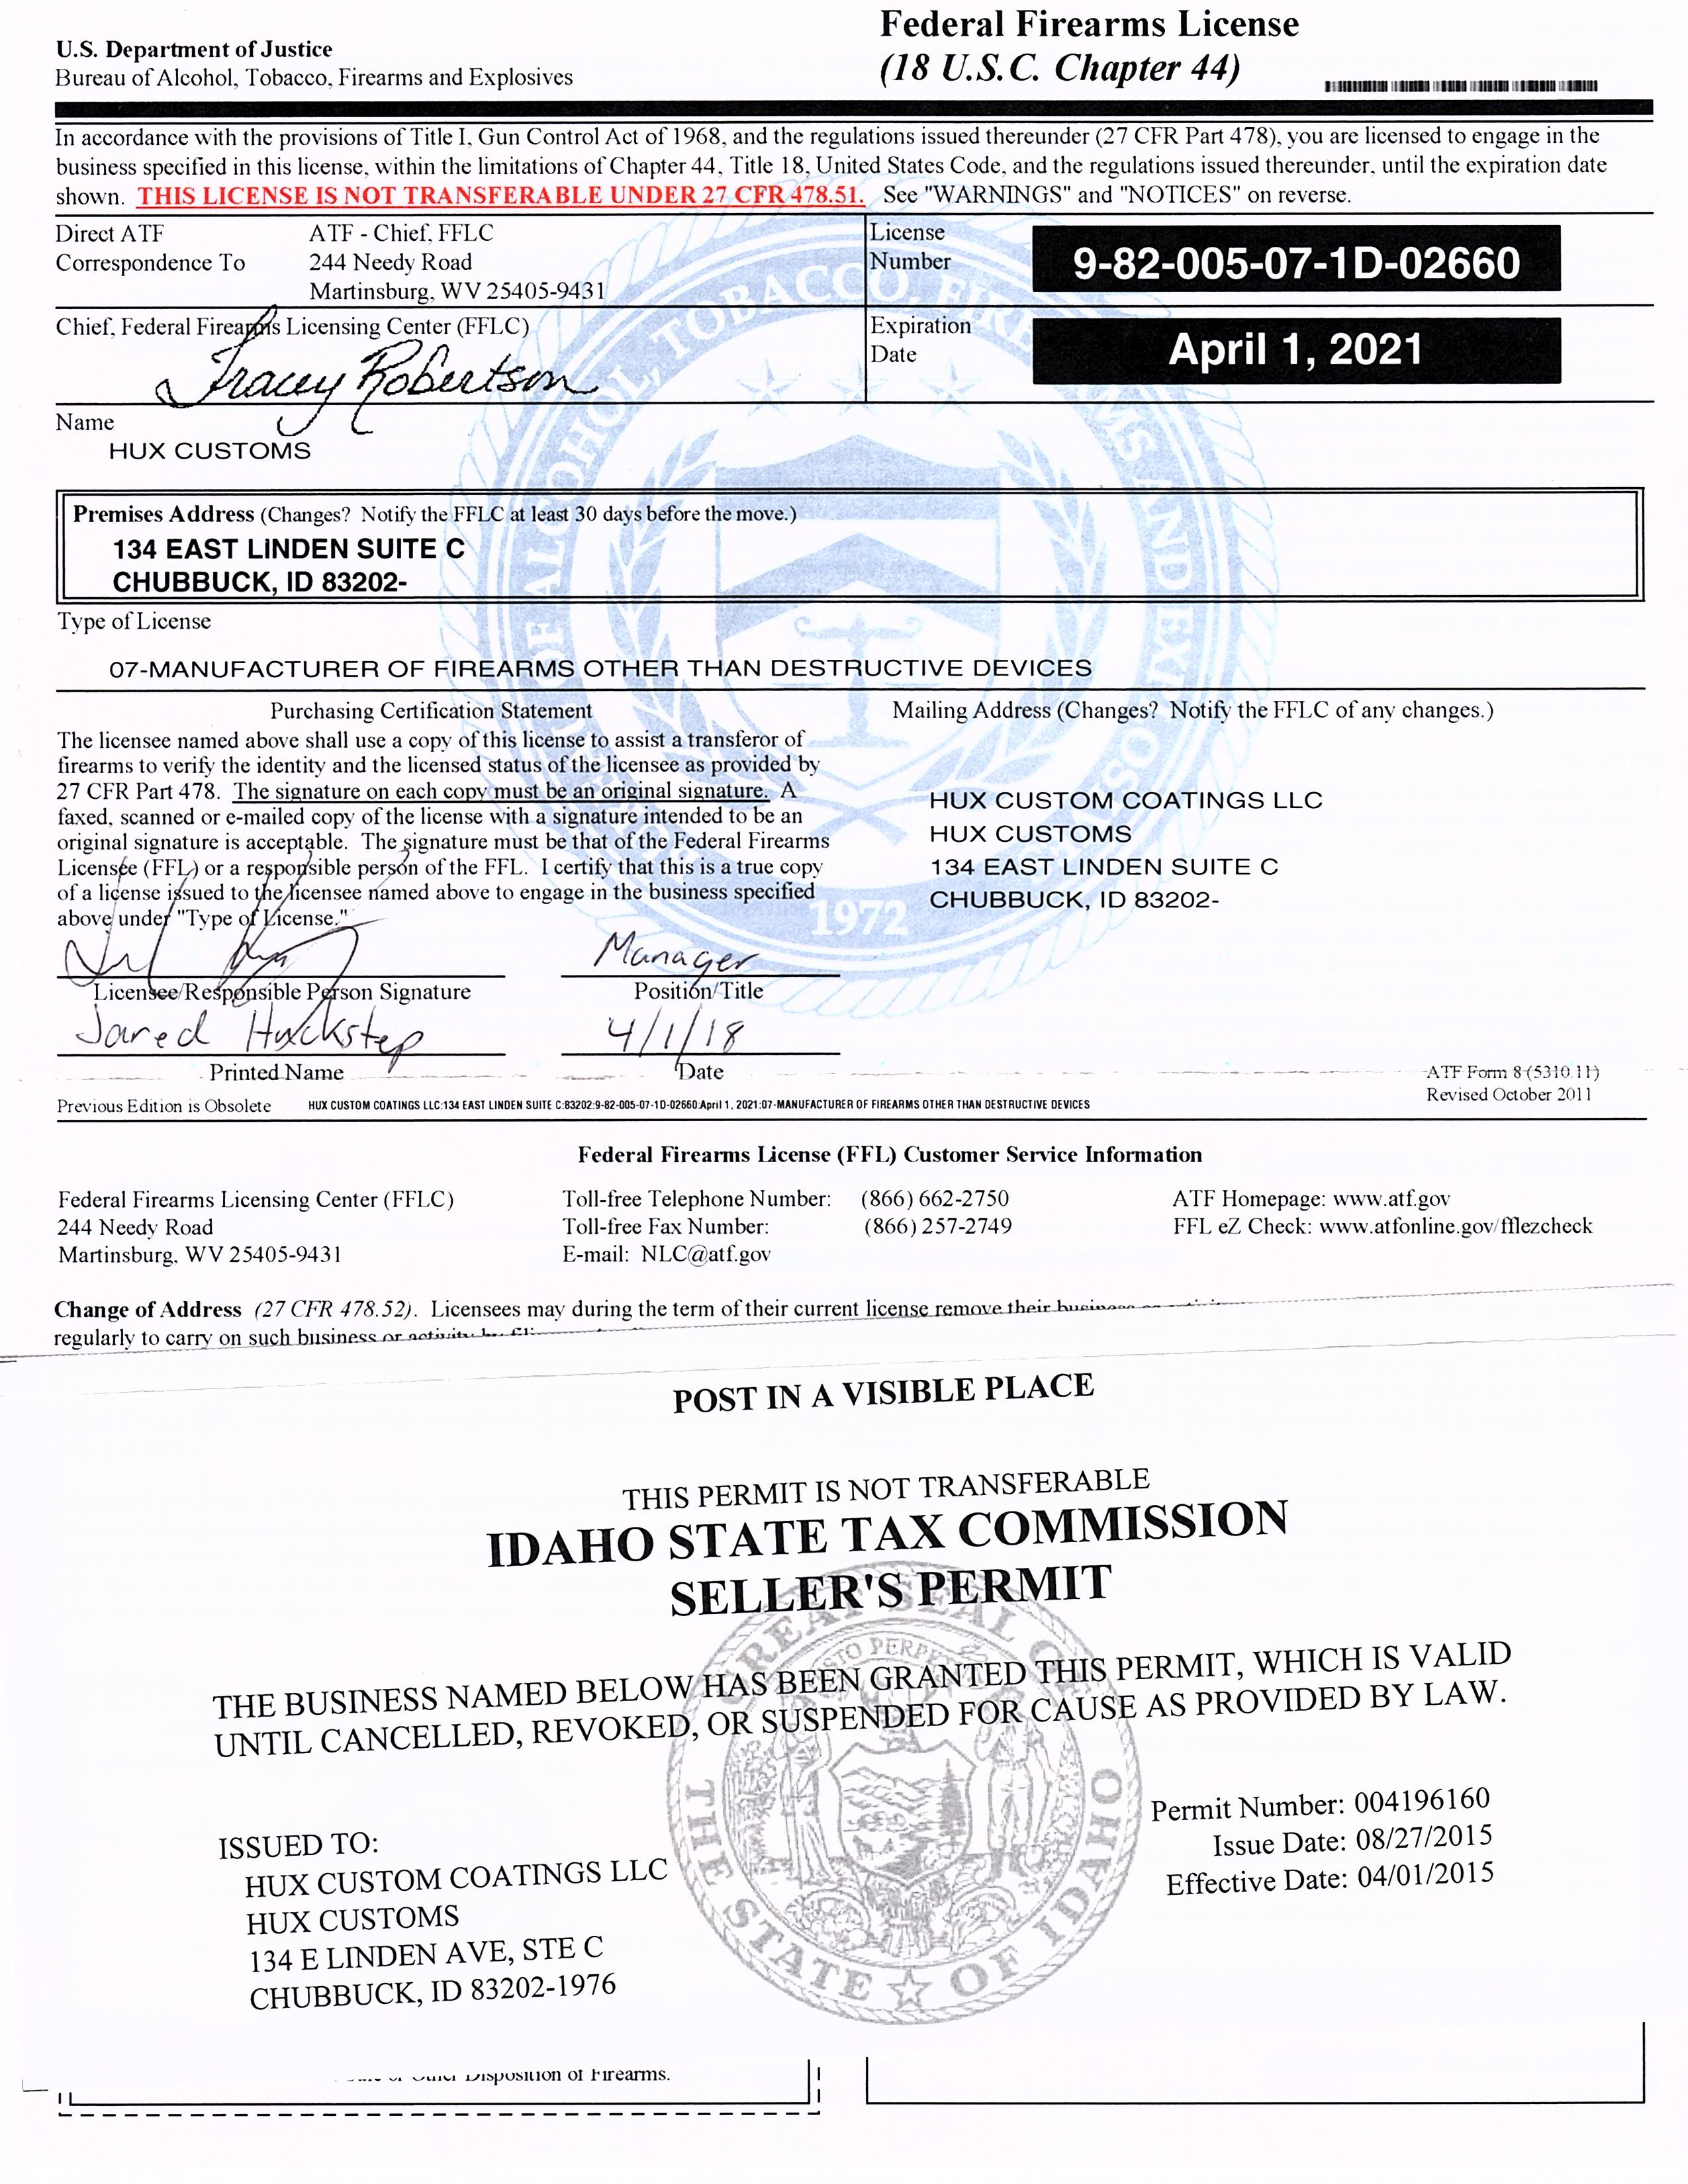 U.S. Department of Justice
Bureau of Alcohol, Tobacco, Firearms and Explosives
Federal Firearms License
(18 U.S.C. Chapter 44)
In accordance with the provisions of Title I, Gun Control Act of 1968, and the regulations issued thereunder (27 CFR Part 478), you are licensed to engage in the
business specified in this license, within the limitations of Chapter 44, Title 18, United States Code, and the regulations issued thereunder, until the expiration date
shown. THIS LICENSE IS NOT TRANSFERABLE UNDER 27 CFR 478.51. See "WARNINGS" and "NOTICES" on reverse.
Direct ATF
Correspondence To
ATF - Chief, FFLC
244 Needy Road
Martinsburg, WV 25405-9431
License
Number
9-82-005-07-1D-02660
Chief, Federal Firearms Licensing Center (FFLC)
Tracey Robertson
Expiration
Date
April 1, 2021
Name
HUX CUSTOMS
Premises Address (Changes? Notify the FFLC at least 30 days before the move.)
134 EAST LINDEN SUITE C
CHUBBUCK, ID 83202-
Type of License
07-MANUFACTURER OF FIREARMS OTHER THAN DESTRUCTIVE DEVICES
Purchasing Certification Statement
The licensee named above shall use a copy of this license to assist a transferor of
firearms to verify the identity and the licensed status of the licensee as provided by
27 CFR Part 478. The signature on each copy must be an original signature. A
faxed, scanned or e-mailed copy of the license with a signature intended to be an
original signature is acceptable. The signature must be that of the Federal Firearms
Licensee (FFL) or a responsible person of the FFL. I certify that this is a true copy
of a license issued to the licensee named above to engage in the business specified
above under "Type of License."
Mailing Address (Changes? Notify the FFLC of any changes.)
HUX CUSTOM COATINGS LLC
HUX CUSTOMS
134 EAST LINDEN SUITE C
CHUBBUCK, ID 83202-
1972
Manager
Licensee/Responsible Person Signature
Position/Title
Jared Huckstep
4/1/18
Printed Name
Date
ATF Form 8 (5310.11)
Revised October 2011
Previous Edition is Obsolete
HUX CUSTOM COATINGS LLC:134 EAST LINDEN SUITE C:83202:9-82-005-07-1D-02660:April 1, 2021:07-MANUFACTURER OF FIREARMS OTHER THAN DESTRUCTIVE DEVICES
Federal Firearms License (FFL) Customer Service Information
Federal Firearms Licensing Center (FFLC)
244 Needy Road
Martinsburg, WV 25405-9431
Toll-free Telephone Number: (866) 662-2750
Toll-free Fax Number: (866) 257-2749
E-mail: NLC@atf.gov
ATF Homepage: www.atf.gov
FFL eZ Check: www.atfonline.gov/fflezcheck
Change of Address (27 CFR 478.52). Licensees may during the term of their current license remove their business
regularly to carry on such business or activity by
POST IN A VISIBLE PLACE
THIS PERMIT IS NOT TRANSFERABLE
IDAHO STATE TAX COMMISSION
SELLER'S PERMIT
THE BUSINESS NAMED BELOW HAS BEEN GRANTED THIS PERMIT, WHICH IS VALID
UNTIL CANCELLED, REVOKED, OR SUSPENDED FOR CAUSE AS PROVIDED BY LAW.
Permit Number: 004196160
Issue Date: 08/27/2015
Effective Date: 04/01/2015
ISSUED TO:
HUX CUSTOM COATINGS LLC
HUX CUSTOMS
134 E LINDEN AVE, STE C
CHUBBUCK, ID 83202-1976
GREAT SEAL OF
THE STATE OF IDAHO
Disposition of Firearms.